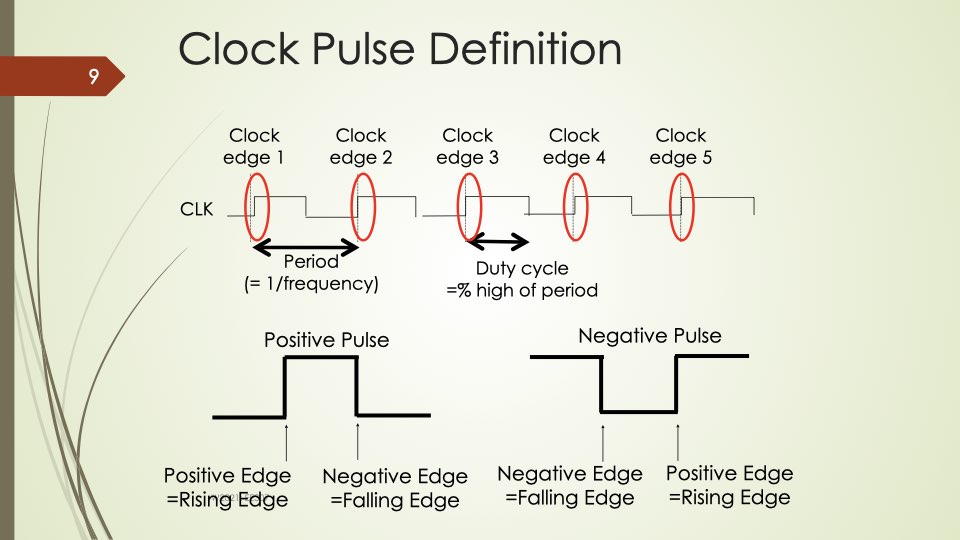 Clock Pulse Definition
9
Clock
edge 1
Clock
edge 2
Clock
edge 3
Clock
edge 4
Clock
edge 5
CLK
Period
(= 1/frequency)
Duty cycle
=% high of period
Positive Pulse
Negative Pulse
Positive Edge
=Rising Edge
Negative Edge
=Falling Edge
Negative Edge
=Falling Edge
Positive Edge
=Rising Edge